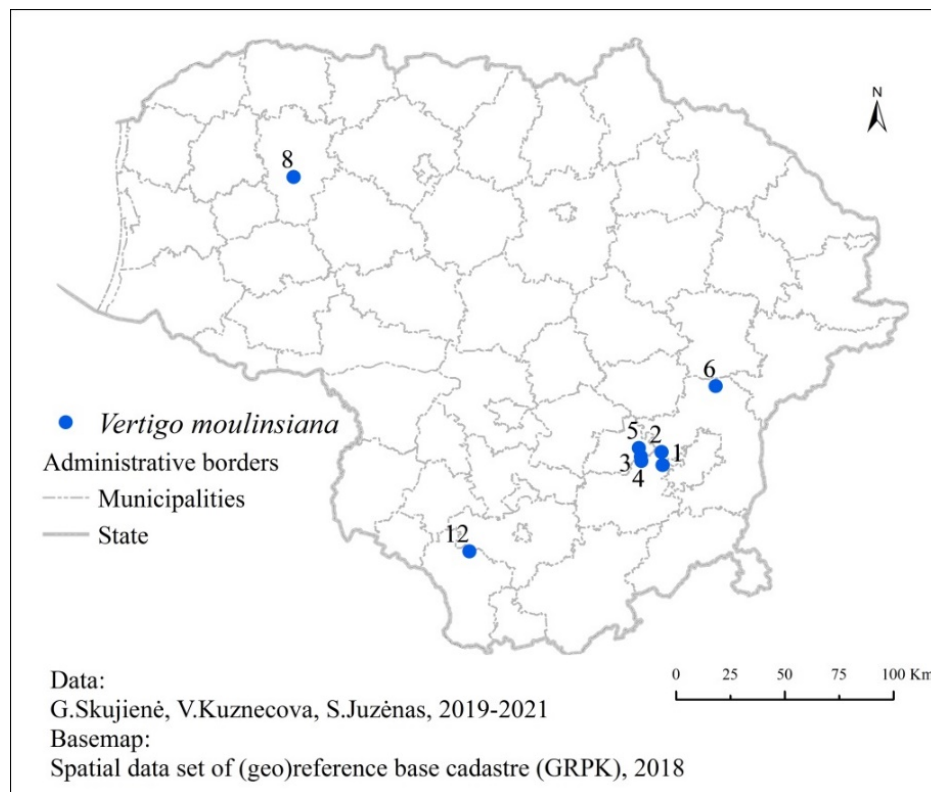 N
8
6
5 2
1
3
4
12
Vertigo moulinsiana
Administrative borders
Municipalities
State
0 25 50 75 100 Km
Data:
G.Skujienė, V.Kuznecova, S.Juzėnas, 2019-2021
Basemap:
Spatial data set of (geo)reference base cadastre (GRPK), 2018